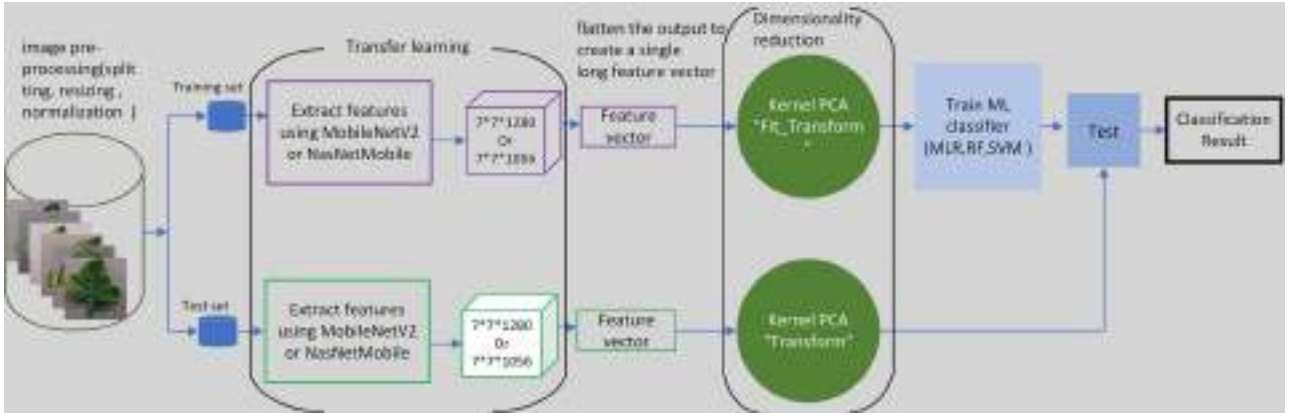 image pre-
processing(split
ting, resizing ,
normalization )
Training set
Test set
Transfer learning
Extract features
using MobileNetV2
or NasNetMobile
7*7*1280
Or
7*7*1056
flatten the output to
create a single
long feature vector
Feature
vector
Dimensionality
reduction
Kernel PCA
"Fit_Transform
"
Train ML
classifier
(MLR,RF,SVM )
Test
Classification
Result
Extract features
using MobileNetV2
or NasNetMobile
7*7*1280
Or
7*7*1056
Feature
vector
Kernel PCA
"Transform"